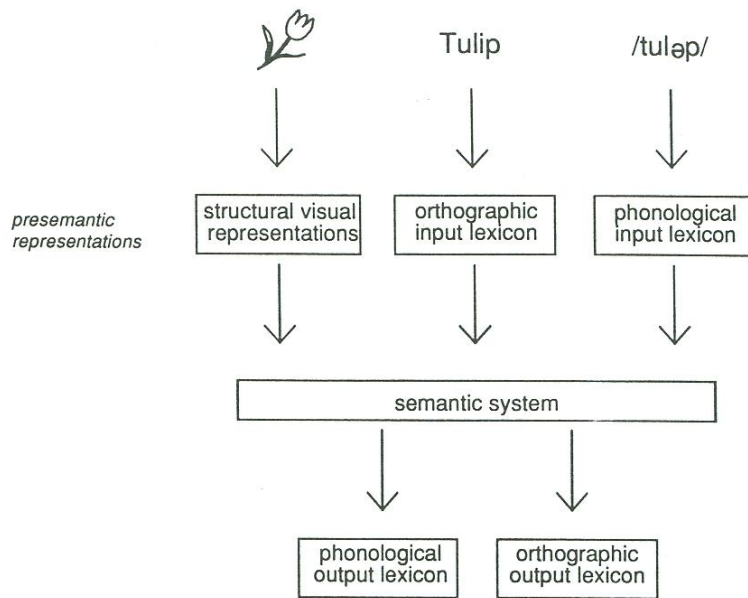 Tulip
/tuləp/
presemantic
representations
structural visual
representations
orthographic
input lexicon
phonological
input lexicon
semantic system
phonological
output lexicon
orthographic
output lexicon